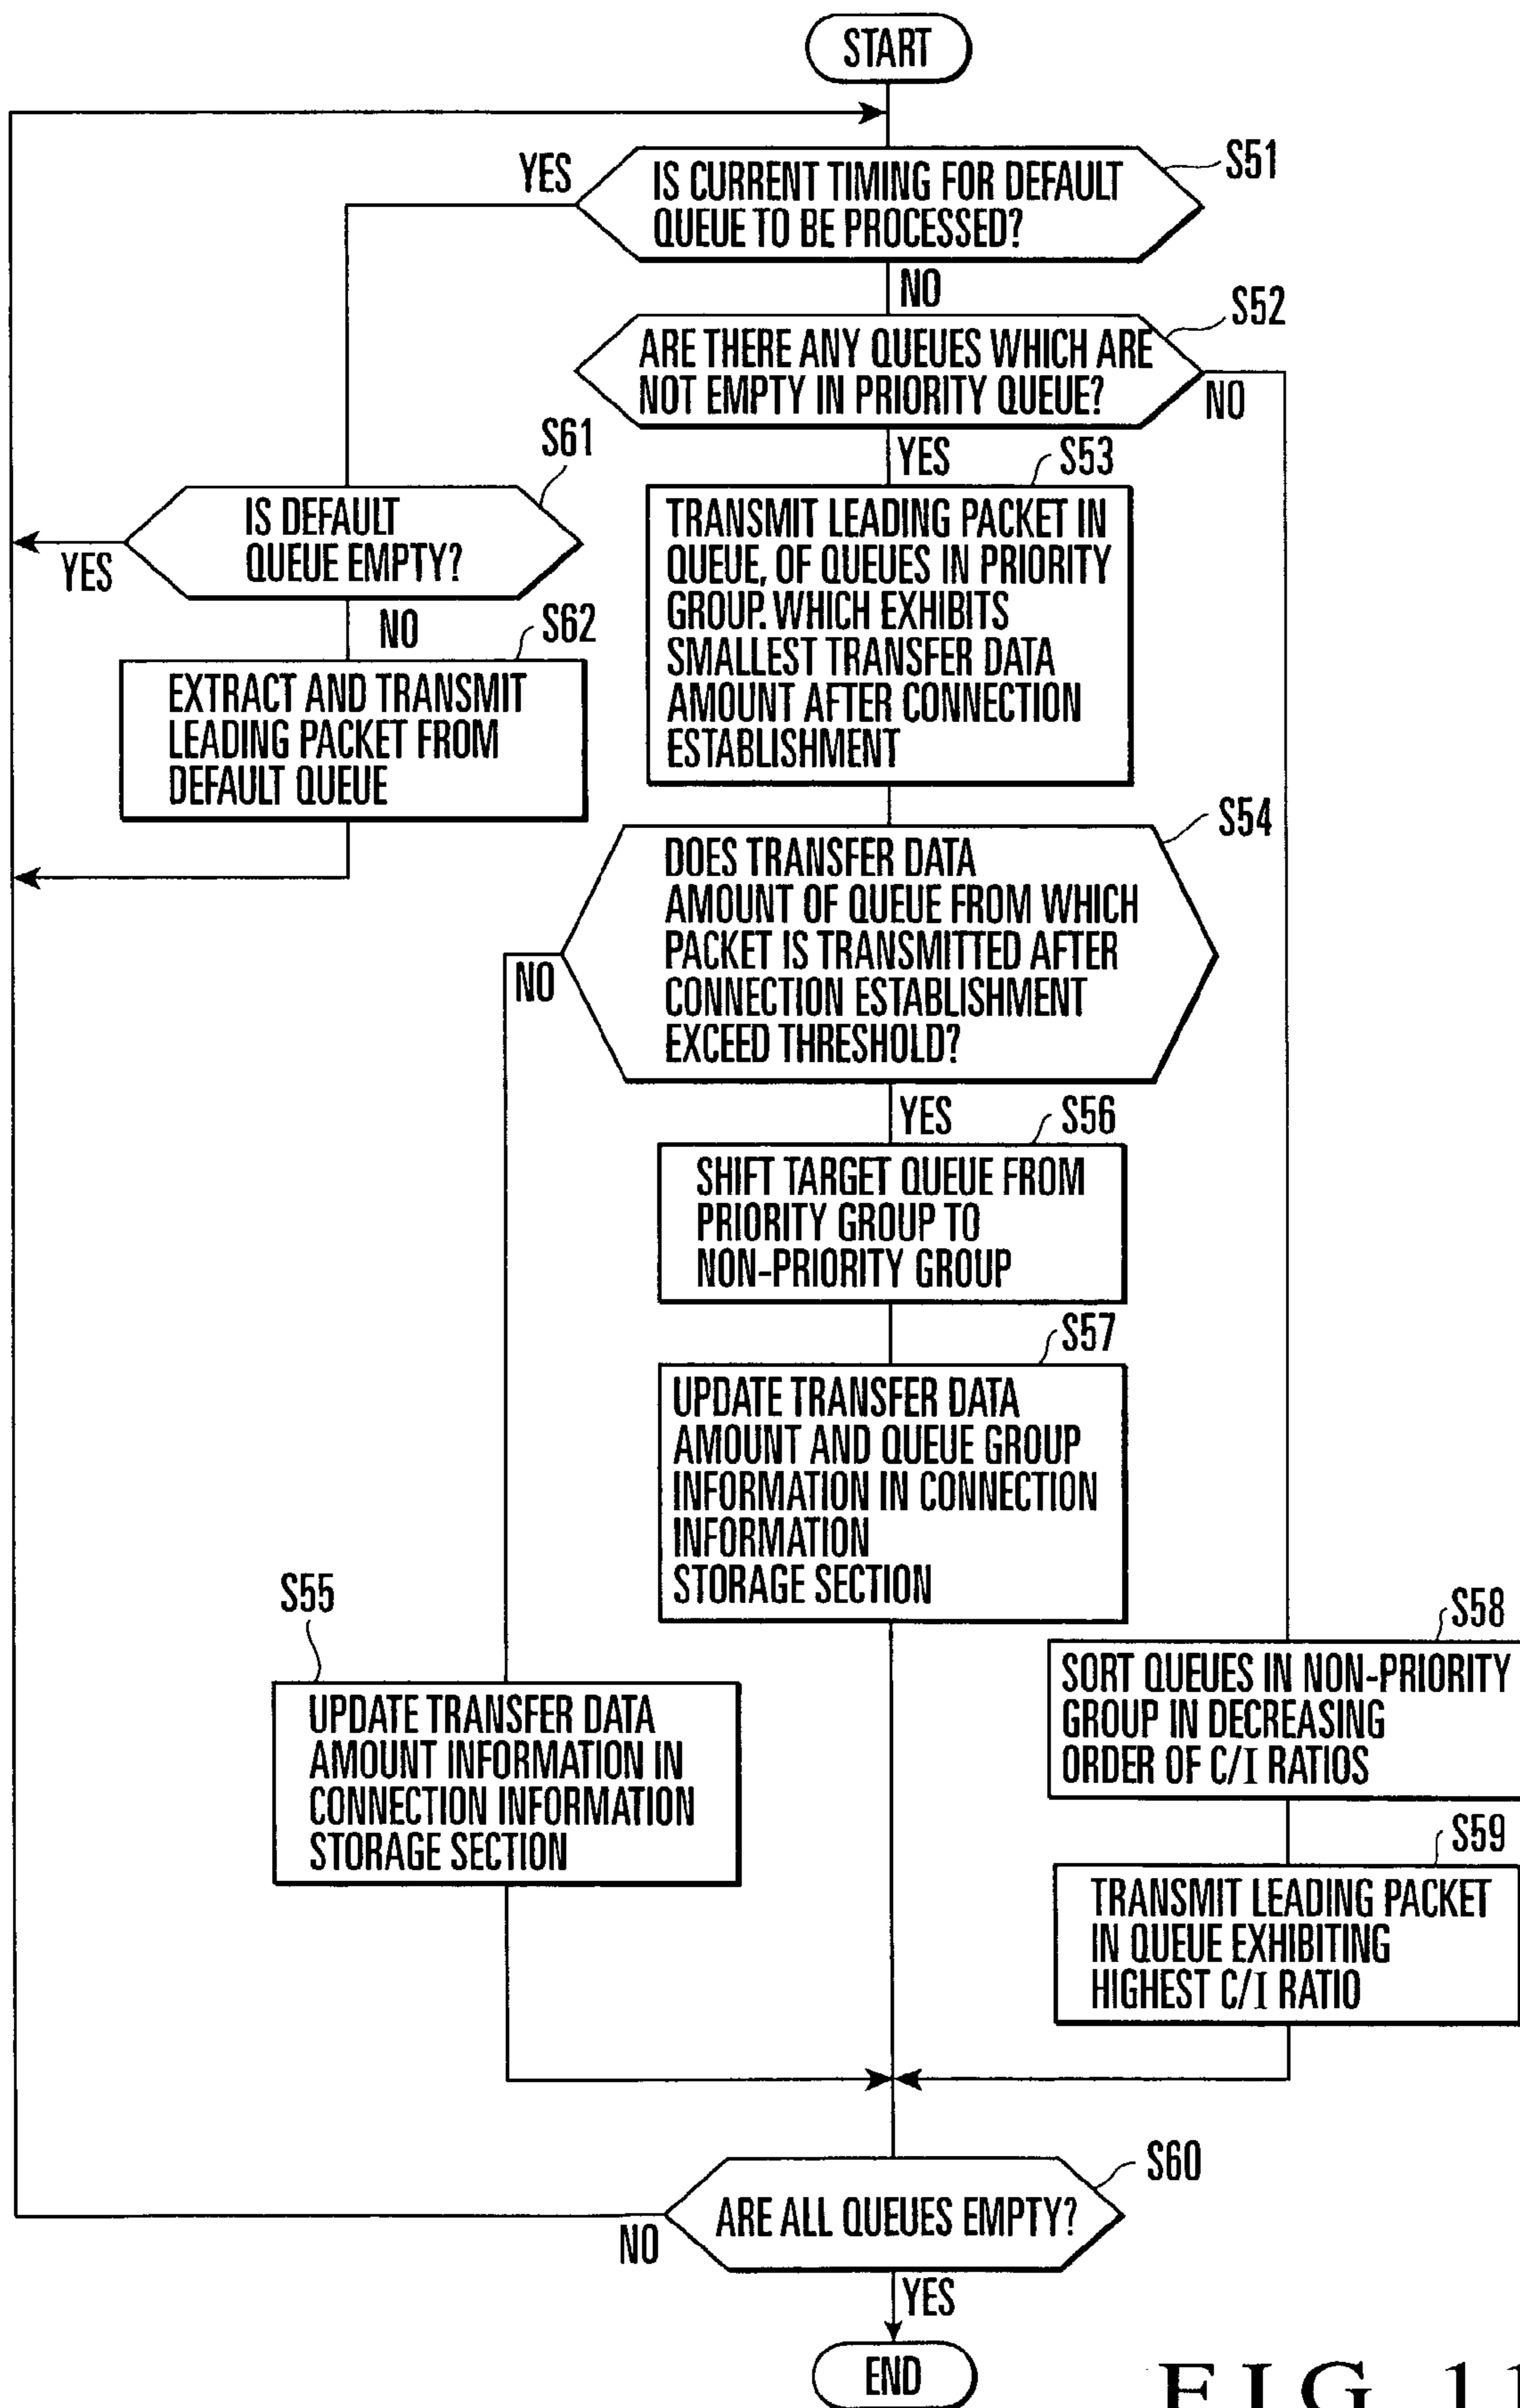 START
YES
IS CURRENT TIMING FOR DEFAULT
QUEUE TO BE PROCESSED?
S51
NO
S52
ARE THERE ANY QUEUES WHICH ARE
NOT EMPTY IN PRIORITY QUEUE?
NO
S61
YES
S53
IS DEFAULT
QUEUE EMPTY?
YES
NO
S62
EXTRACT AND TRANSMIT
LEADING PACKET FROM
DEFAULT QUEUE
TRANSMIT LEADING PACKET IN
QUEUE, OF QUEUES IN PRIORITY
GROUP. WHICH EXHIBITS
SMALLEST TRANSFER DATA
AMOUNT AFTER CONNECTION
ESTABLISHMENT
S54
DOES TRANSFER DATA
AMOUNT OF QUEUE FROM WHICH
PACKET IS TRANSMITTED AFTER
CONNECTION ESTABLISHMENT
EXCEED THRESHOLD?
NO
YES
S56
SHIFT TARGET QUEUE FROM
PRIORITY GROUP TO
NON-PRIORITY GROUP
S57
UPDATE TRANSFER DATA
AMOUNT AND QUEUE GROUP
INFORMATION IN CONNECTION
INFORMATION
STORAGE SECTION
S55
UPDATE TRANSFER DATA
AMOUNT INFORMATION IN
CONNECTION INFORMATION
STORAGE SECTION
S58
SORT QUEUES IN NON-PRIORITY
GROUP IN DECREASING
ORDER OF C/I RATIOS
S59
TRANSMIT LEADING PACKET
IN QUEUE EXHIBITING
HIGHEST C/I RATIO
S60
ARE ALL QUEUES EMPTY?
NO
YES
END
FIG. 11